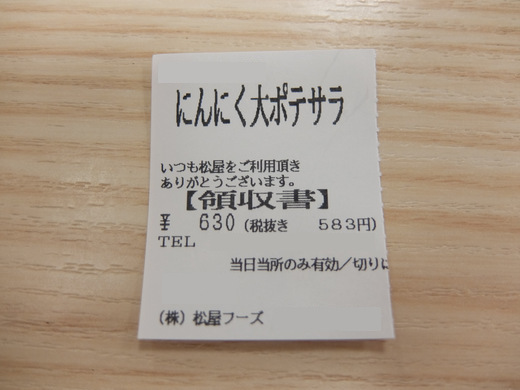 にんにく大ポテサラ
いつも松屋をご利用頂き
ありがとうございます。
【領収書】
¥ 630(税抜き 583円)
TEL
当日当所のみ有効/切りに
(株)松屋フーズ